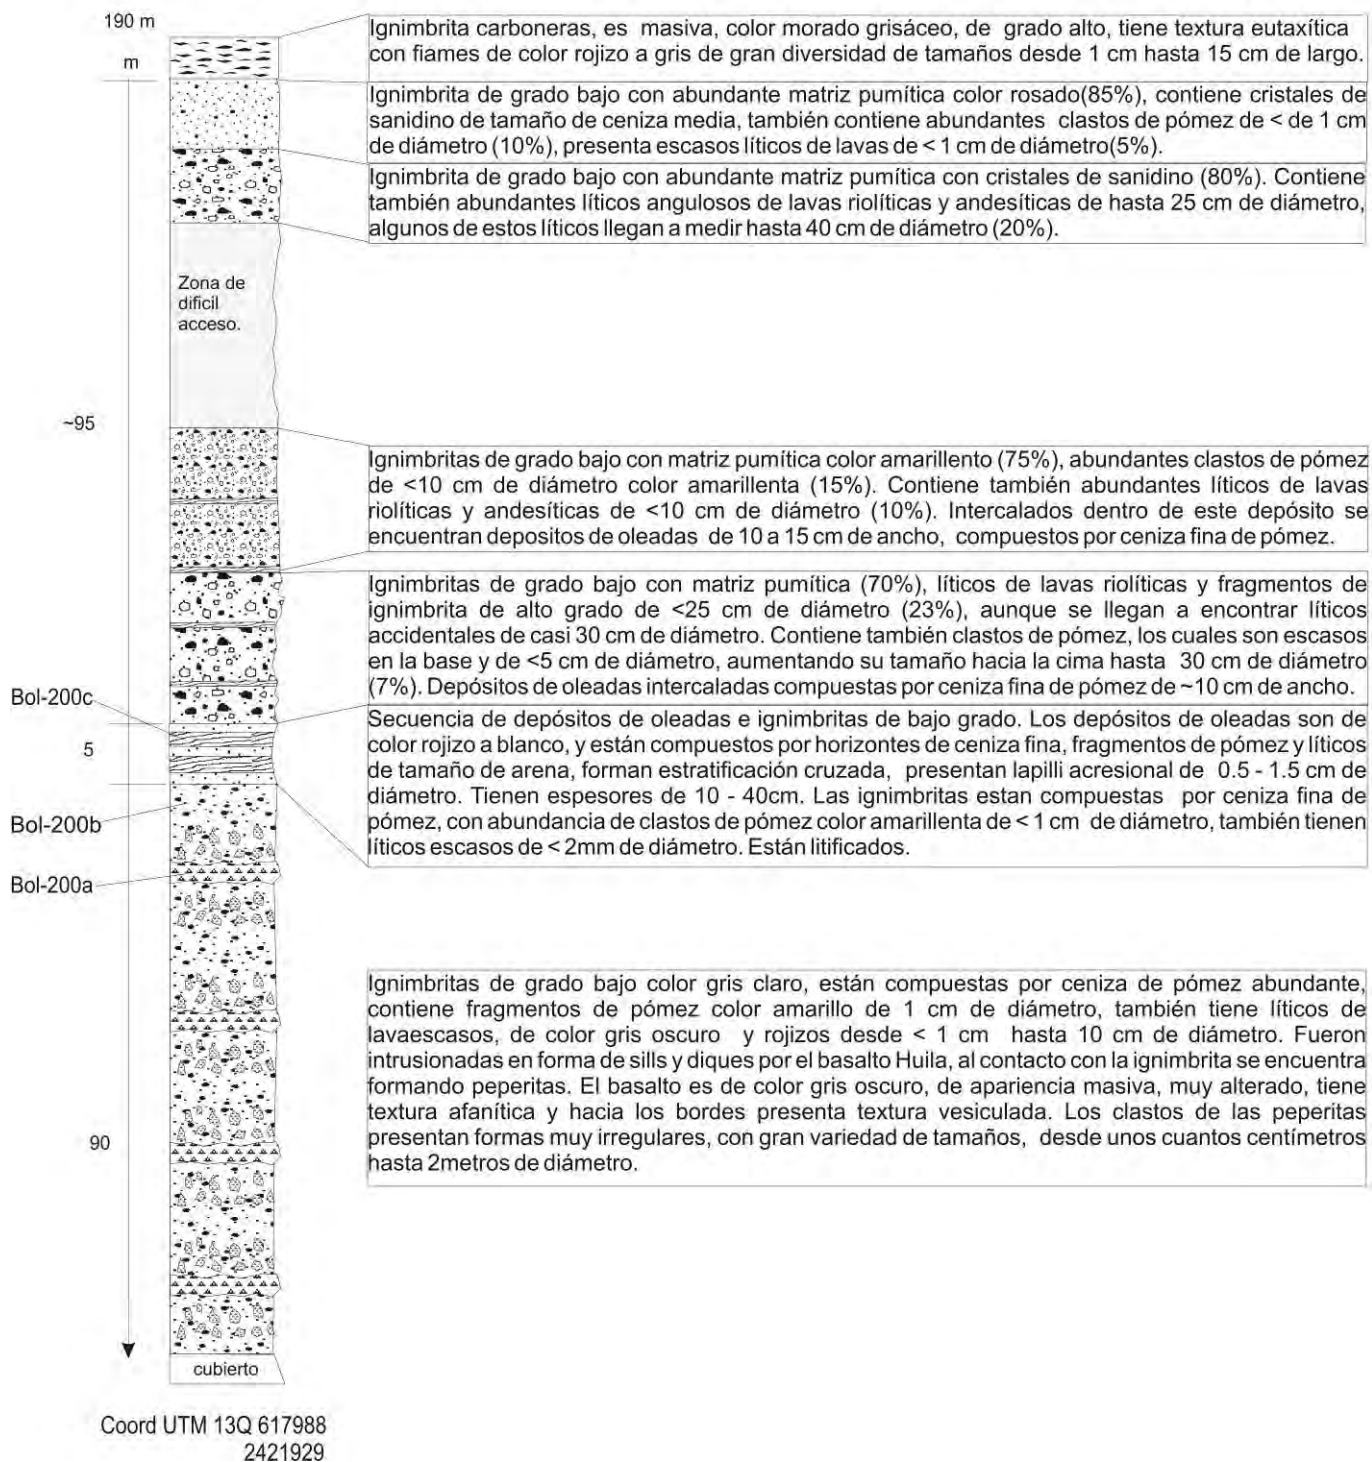 190 m
m
Ignimbrita carboneras, es masiva, color morado grisáceo, de grado alto, tiene textura eutaxítica
con fiames de color rojizo a gris de gran diversidad de tamaños desde 1 cm hasta 15 cm de largo.
Ignimbrita de grado bajo con abundante matriz pumítica color rosado(85%), contiene cristales de
sanidino de tamaño de ceniza media, también contiene abundantes clastos de pómez de < de 1 cm
de diámetro (10%), presenta escasos líticos de lavas de < 1 cm de diámetro(5%).
Ignimbrita de grado bajo con abundante matriz pumítica con cristales de sanidino (80%). Contiene
también abundantes líticos angulosos de lavas riolíticas y andesíticas de hasta 25 cm de diámetro,
algunos de estos líticos llegan a medir hasta 40 cm de diámetro (20%).
Zona de
dificil
acceso.
~95
Ignimbritas de grado bajo con matriz pumítica color amarillento (75%), abundantes clastos de pómez
de <10 cm de diámetro color amarillenta (15%). Contiene también abundantes líticos de lavas
riolíticas y andesíticas de <10 cm de diámetro (10%). Intercalados dentro de este depósito se
encuentran depositos de oleadas de 10 a 15 cm de ancho, compuestos por ceniza fina de pómez.
Ignimbritas de grado bajo con matriz pumítica (70%), líticos de lavas riolíticas y fragmentos de
ignimbrita de alto grado de <25 cm de diámetro (23%), aunque se llegan a encontrar líticos
accidentales de casi 30 cm de diámetro. Contiene también clastos de pómez, los cuales son escasos
en la base y de <5 cm de diámetro, aumentando su tamaño hacia la cima hasta 30 cm de diámetro
(7%). Depósitos de oleadas intercaladas compuestas por ceniza fina de pómez de ~10 cm de ancho.
Bol-200c
5
Secuencia de depósitos de oleadas e ignimbritas de bajo grado. Los depósitos de oleadas son de
color rojizo a blanco, y están compuestos por horizontes de ceniza fina, fragmentos de pómez y líticos
de tamaño de arena, forman estratificación cruzada, presentan lapilli acresional de 0.5 - 1.5 cm de
diámetro. Tienen espesores de 10 - 40cm. Las ignimbritas estan compuestas por ceniza fina de
pómez, con abundancia de clastos de pómez color amarillenta de < 1 cm de diámetro, también tienen
líticos escasos de < 2mm de diámetro. Están litificados.
Bol-200b
Bol-200a
Ignimbritas de grado bajo color gris claro, están compuestas por ceniza de pómez abundante,
contiene fragmentos de pómez color amarillo de 1 cm de diámetro, también tiene líticos de
lavaescasos, de color gris oscuro y rojizos desde < 1 cm hasta 10 cm de diámetro. Fueron
intrusionadas en forma de sills y diques por el basalto Huila, al contacto con la ignimbrita se encuentra
formando peperitas. El basalto es de color gris oscuro, de apariencia masiva, muy alterado, tiene
textura afanítica y hacia los bordes presenta textura vesiculada. Los clastos de las peperitas
presentan formas muy irregulares, con gran variedad de tamaños, desde unos cuantos centímetros
hasta 2metros de diámetro.
90
cubierto
Coord UTM 13Q 617988
2421929